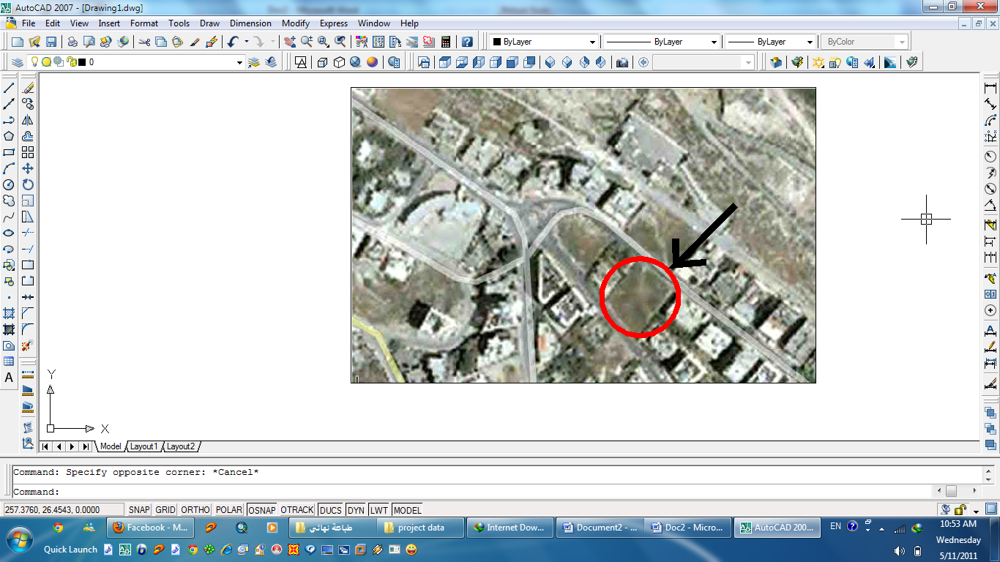 AutoCAD 2007 - [Drawing1.dwg]
File Edit View Insert Format Tools Draw Dimension Modify Express Window Help
ByLayer ByLayer ByLayer ByColor
0
Y
X
Model Layout1 Layout2
Command: Specify opposite corner: *Cancel*
Command:
257.3760, 26.4543, 0.0000 SNAP GRID ORTHO POLAR OSNAP OTRACK DUCS DYN LWT MODEL
Facebook - M... طباعة نهائي project data Internet Dow... Document2 - ... Doc2 - Micro... AutoCAD 200... EN 10:53 AM
Quick Launch Wednesday
5/11/2011